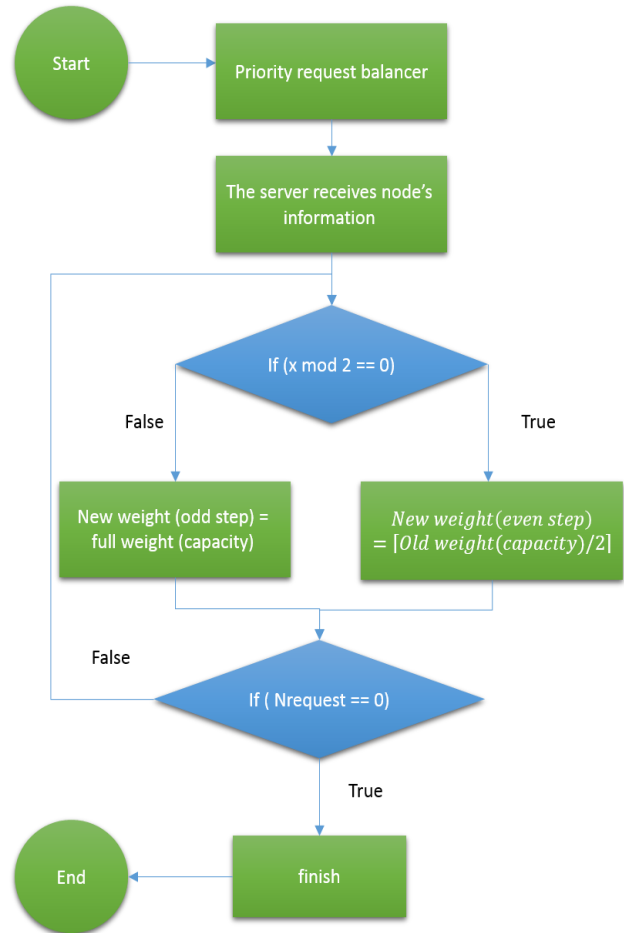 Start
Priority request balancer
The server receives node's
information
If (x mod 2 == 0)
False
True
New weight (odd step) =
full weight (capacity)
New weight(even step)
= ⌈Old weight(capacity)/2⌉
False
If ( Nrequest == 0)
True
End
finish